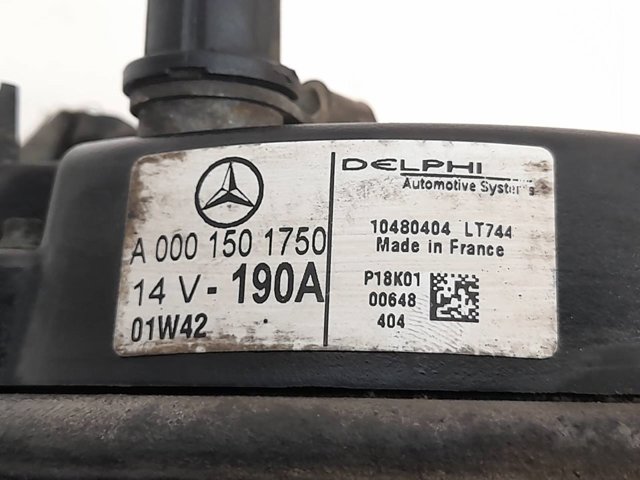 A 000 150 1750
14 V - 190A
01W42
DELPHI
Automotive Systems
10480404 LT744
Made in France
P18K01
00648
404